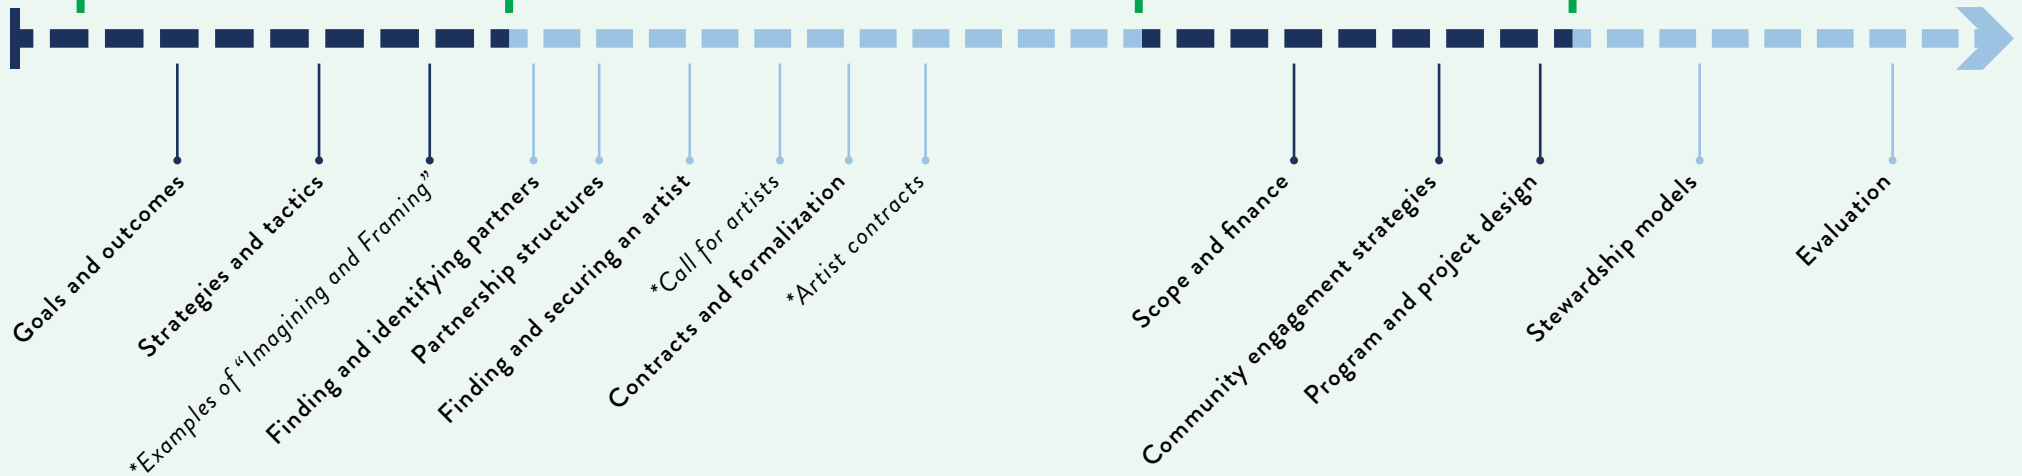 Goals and outcomes
Strategies and tactics
*Examples of “Imagining and Framing”
Finding and identifying partners
Partnership structures
Finding and securing an artist
*Call for artists
Contracts and formalization
*Artist contracts
Scope and finance
Community engagement strategies
Program and project design
Stewardship models
Evaluation